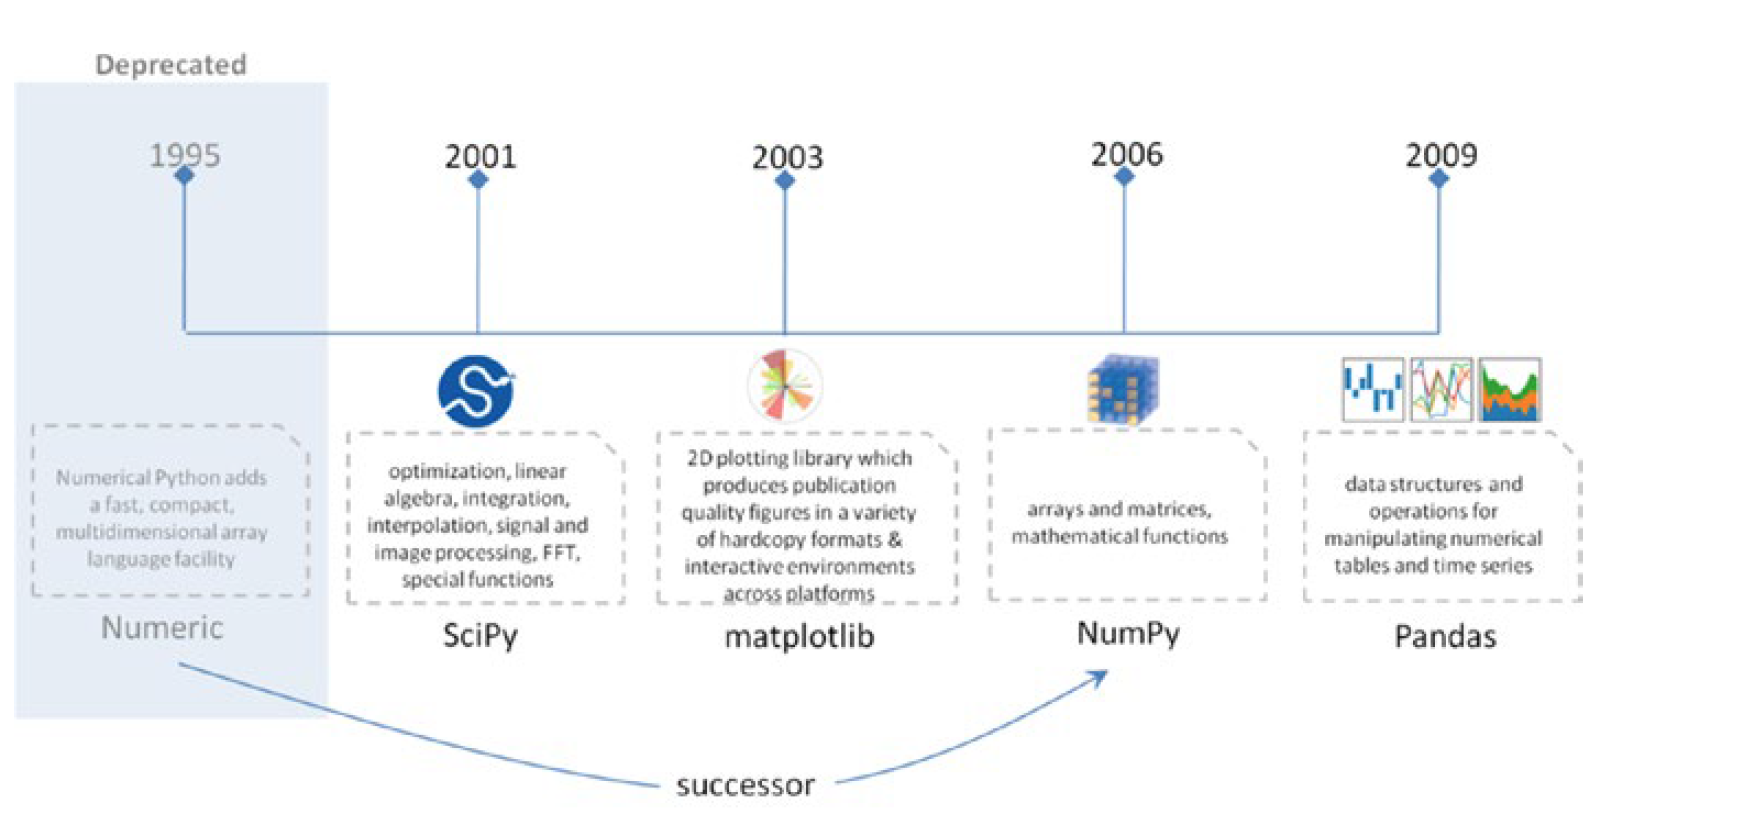 Deprecated
1995
2001
2003
2006
2009
Numerical Python adds
a fast, compact,
multidimensional array
language facility
Numeric
optimization, linear
algebra, integration,
interpolation, signal and
image processing, FFT,
special functions
SciPy
2D plotting library which
produces publication
quality figures in a variety
of hardcopy formats &
interactive environments
across platforms
matplotlib
arrays and matrices,
mathematical functions
NumPy
data structures and
operations for
manipulating numerical
tables and time series
Pandas
successor